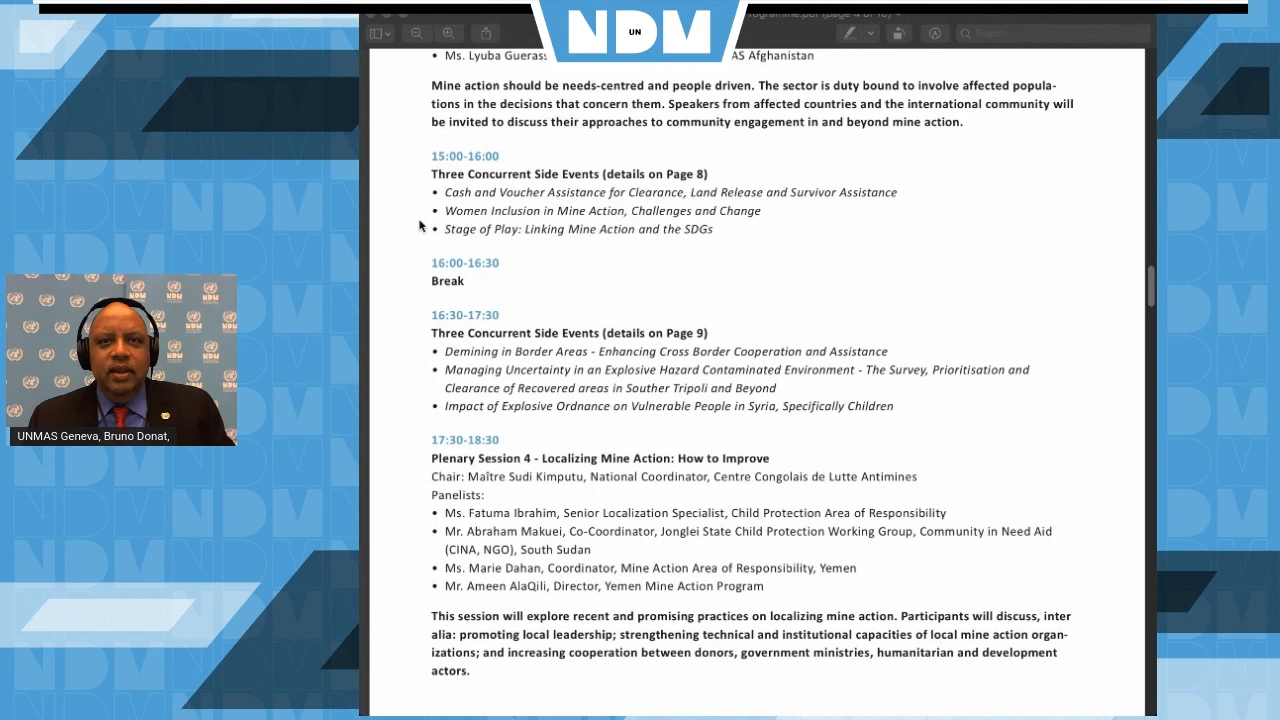 UN
NDM
rogramme.pdf (page 4 of 16)
Search
• Ms. Lyuba Gueras
AS Afghanistan
Mine action should be needs-centred and people driven. The sector is duty bound to involve affected popula-
tions in the decisions that concern them. Speakers from affected countries and the international community will
be invited to discuss their approaches to community engagement in and beyond mine action.
15:00-16:00
Three Concurrent Side Events (details on Page 8)
• Cash and Voucher Assistance for Clearance, Land Release and Survivor Assistance
• Women Inclusion in Mine Action, Challenges and Change
• Stage of Play: Linking Mine Action and the SDGs
16:00-16:30
Break
16:30-17:30
Three Concurrent Side Events (details on Page 9)
• Demining in Border Areas - Enhancing Cross Border Cooperation and Assistance
• Managing Uncertainty in an Explosive Hazard Contaminated Environment - The Survey, Prioritisation and
Clearance of Recovered areas in Souther Tripoli and Beyond
• Impact of Explosive Ordnance on Vulnerable People in Syria, Specifically Children
17:30-18:30
Plenary Session 4 - Localizing Mine Action: How to Improve
Chair: Maître Sudi Kimputu, National Coordinator, Centre Congolais de Lutte Antimines
Panelists:
• Ms. Fatuma Ibrahim, Senior Localization Specialist, Child Protection Area of Responsibility
• Mr. Abraham Makuei, Co-Coordinator, Jonglei State Child Protection Working Group, Community in Need Aid
(CINA, NGO), South Sudan
• Ms. Marie Dahan, Coordinator, Mine Action Area of Responsibility, Yemen
• Mr. Ameen AlaQili, Director, Yemen Mine Action Program
This session will explore recent and promising practices on localizing mine action. Participants will discuss, inter
alia: promoting local leadership; strengthening technical and institutional capacities of local mine action organ-
izations; and increasing cooperation between donors, government ministries, humanitarian and development
actors.
UNMAS Geneva, Bruno Donat,